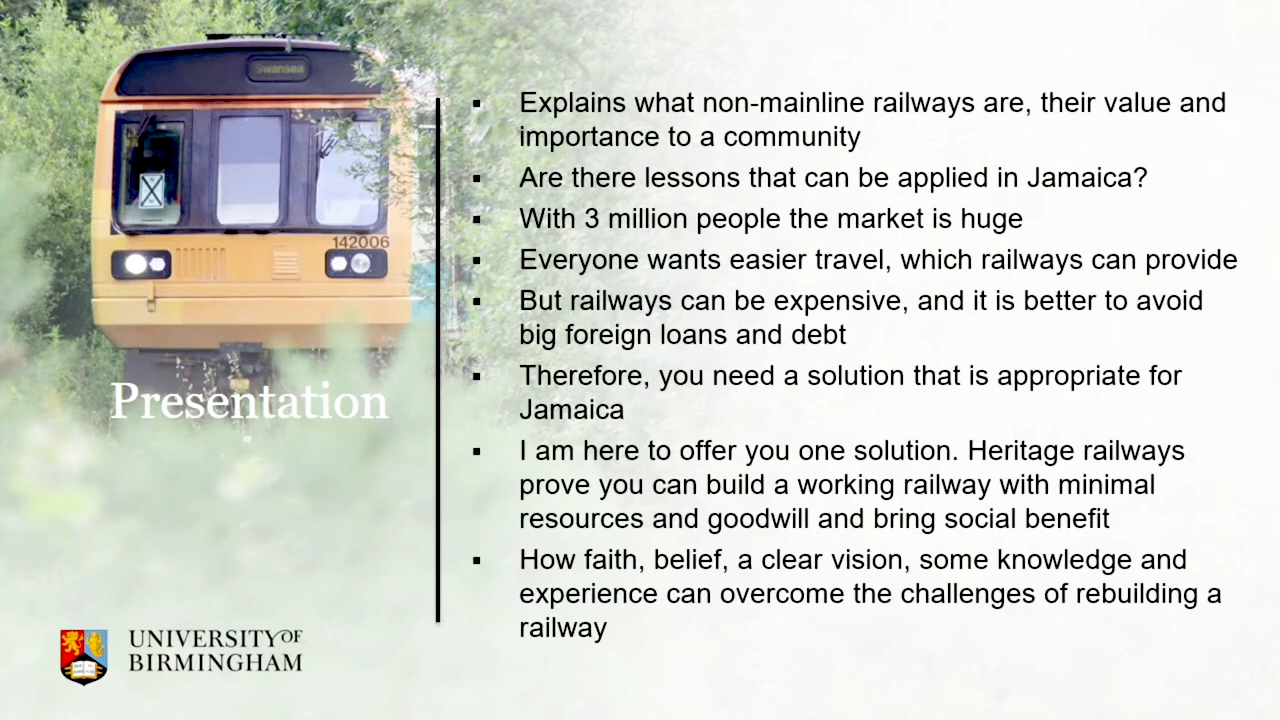 Swansea
142006
Presentation
▪ Explains what non-mainline railways are, their value and
importance to a community
▪ Are there lessons that can be applied in Jamaica?
▪ With 3 million people the market is huge
▪ Everyone wants easier travel, which railways can provide
▪ But railways can be expensive, and it is better to avoid
big foreign loans and debt
▪ Therefore, you need a solution that is appropriate for
Jamaica
▪ I am here to offer you one solution. Heritage railways
prove you can build a working railway with minimal
resources and goodwill and bring social benefit
▪ How faith, belief, a clear vision, some knowledge and
experience can overcome the challenges of rebuilding a
railway
UNIVERSITY OF
BIRMINGHAM